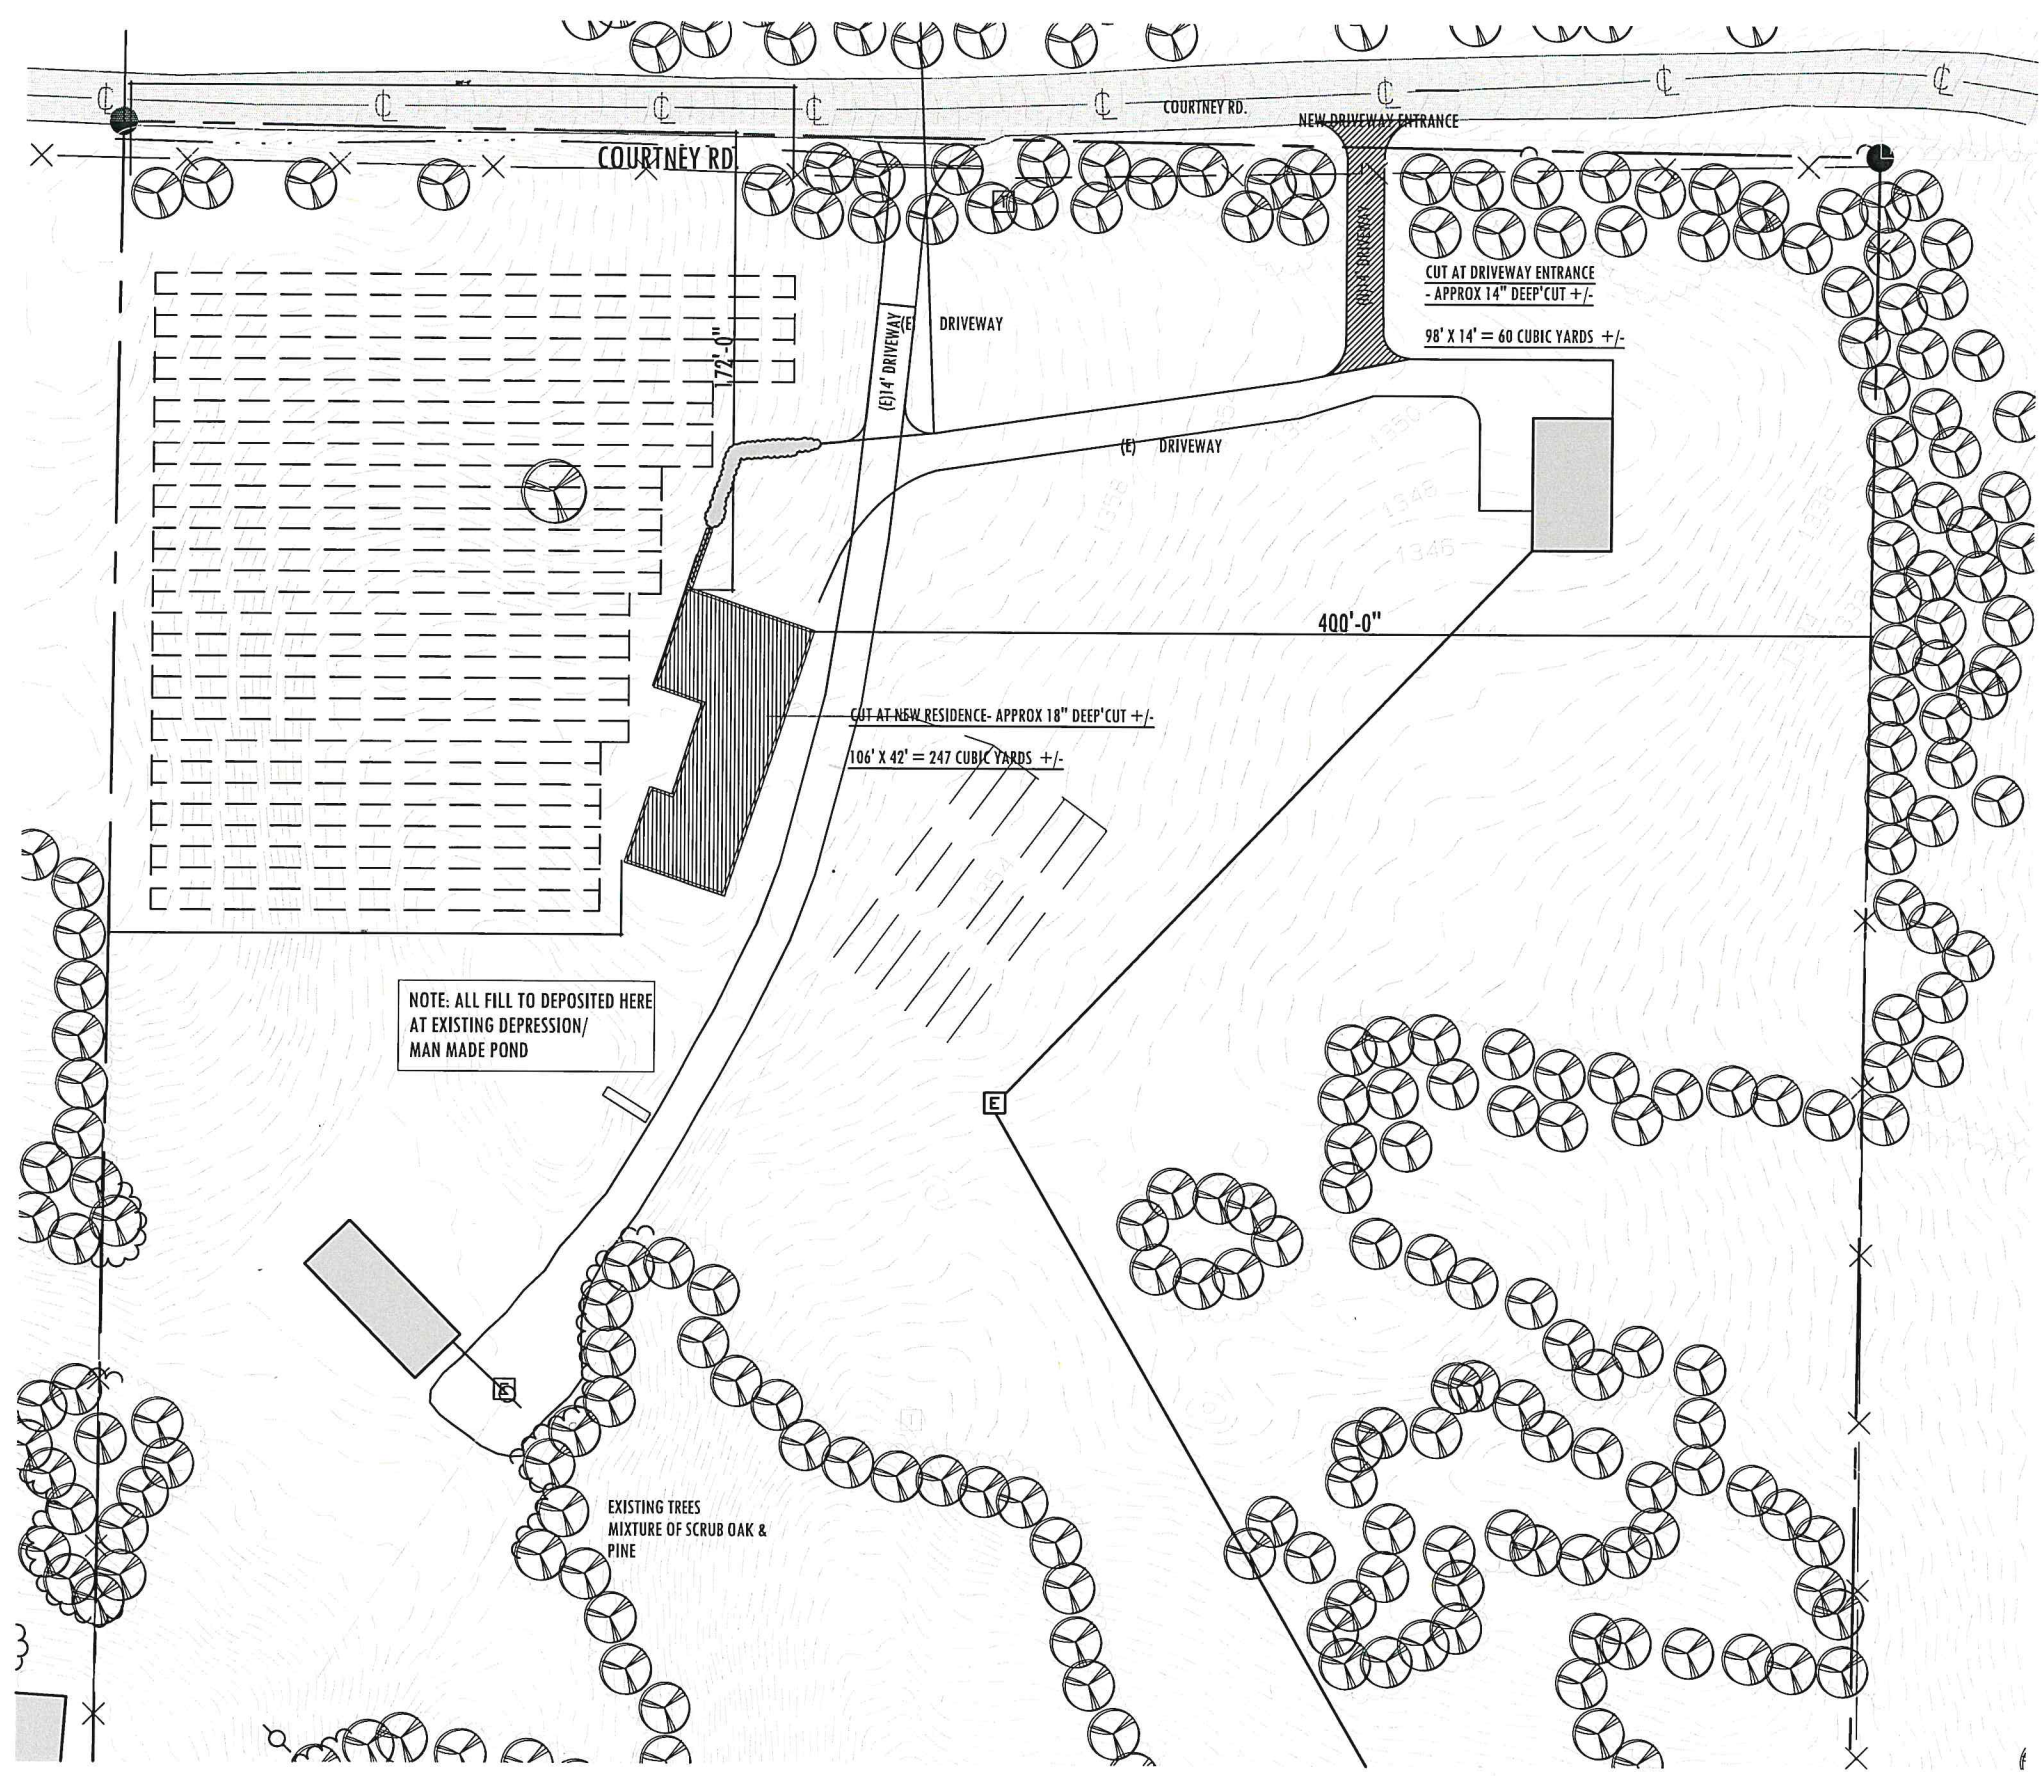 COURTNEY RD.
NEW DRIVEWAY ENTRANCE
COURTNEY RD.
CUT AT DRIVEWAY ENTRANCE
- APPROX 14" DEEP'CUT +/-
98' X 14' = 60 CUBIC YARDS +/-
(E) DRIVEWAY
(E)14' DRIVEWAY
172'-0"
(E) DRIVEWAY
1346
400'-0"
CUT AT NEW RESIDENCE- APPROX 18" DEEP'CUT +/-
106' X 42' = 247 CUBIC YARDS +/-
NOTE: ALL FILL TO DEPOSITED HERE
AT EXISTING DEPRESSION/
MAN MADE POND
E
E
EXISTING TREES
MIXTURE OF SCRUB OAK &
PINE